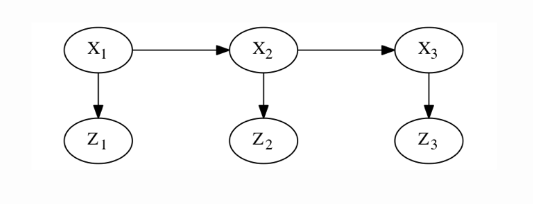 X₁ X₂ X₃
Z₁ Z₂ Z₃